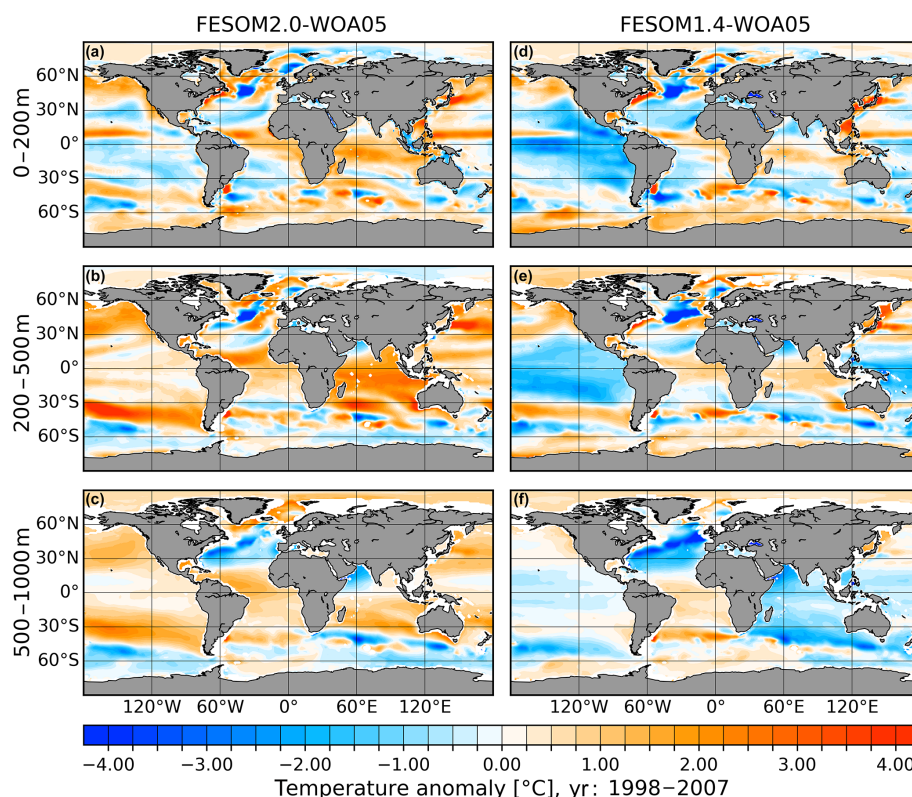 FESOM2.0-WOA05 FESOM1.4-WOA05
(a) (d)
60°N
30°N
0°
30°S
60°S
0−200m
(b) (e)
60°N
30°N
0°
30°S
60°S
200−500m
(c) (f)
60°N
30°N
0°
30°S
60°S
500−1000m
120°W 60°W 0°E 60°E 120°E 120°W 60°W 0°E 60°E 120°E
−4.00 −3.00 −2.00 −1.00 0.00 1.00 2.00 3.00 4.00
Temperature anomaly [°C], yr: 1998−2007